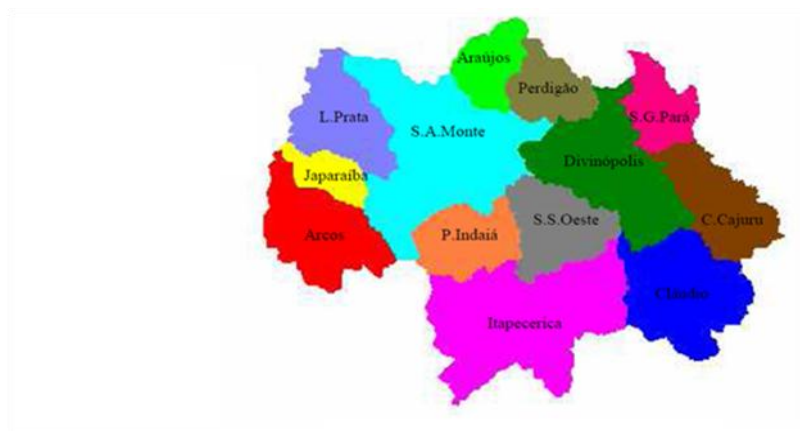 Araújos
Perdigão
L.Prata
S.A.Monte
S.G.Pará
Japaraíba
Divinópolis
Arcos
P.Indaiá
S.S.Oeste
C.Cajuru
Cláudio
Itapecerica